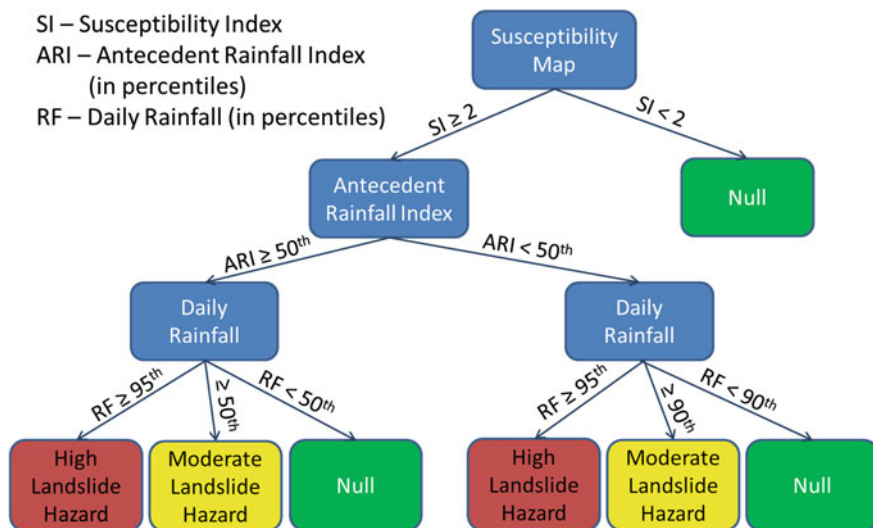 SI – Susceptibility Index
ARI – Antecedent Rainfall Index
(in percentiles)
RF – Daily Rainfall (in percentiles)
Susceptibility
Map
SI ≥ 2
SI < 2
Antecedent
Rainfall Index
Null
ARI ≥ 50th
ARI < 50th
Daily
Rainfall
Daily
Rainfall
RF ≥ 95th
≥ 50th
RF < 50th
RF ≥ 95th
≥ 90th
RF < 90th
High
Landslide
Hazard
Moderate
Landslide
Hazard
Null
High
Landslide
Hazard
Moderate
Landslide
Hazard
Null